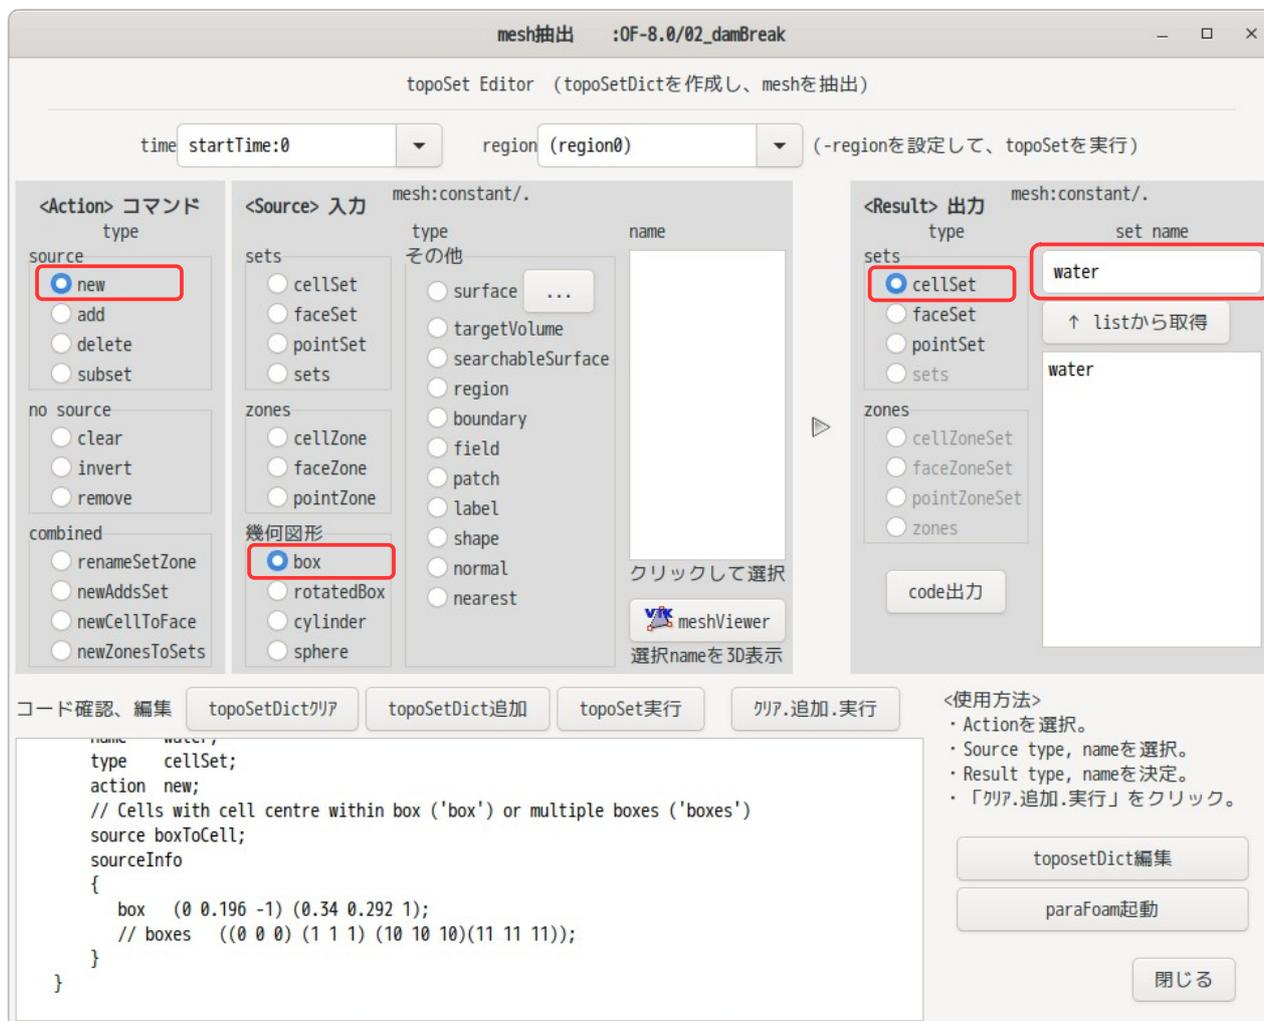 mesh抽出　　:OF-8.0/02_damBreak
topoSet Editor （topoSetDictを作成し、meshを抽出）
time startTime:0 region (region0) (-regionを設定して、topoSetを実行)
<Action> コマンド
type
source
new
add
delete
subset
no source
clear
invert
remove
combined
renameSetZone
newAddsSet
newCellToFace
newZonesToSets
<Source> 入力
mesh:constant/.
sets
cellSet
faceSet
pointSet
sets
zones
cellZone
faceZone
pointZone
幾何図形
box
rotatedBox
cylinder
sphere
type
その他
surface ...
targetVolume
searchableSurface
region
boundary
field
patch
label
shape
normal
nearest
name
クリックして選択
VTK meshViewer
選択nameを3D表示
<Result> 出力
mesh:constant/.
type
sets
cellSet
faceSet
pointSet
sets
zones
cellZoneSet
faceZoneSet
pointZoneSet
zones
code出力
set name
water
↑ listから取得
water
コード確認、編集 topoSetDictｸﾘｱ topoSetDict追加 topoSet実行 ｸﾘｱ.追加.実行
name water;
type cellSet;
action new;
// Cells with cell centre within box ('box') or multiple boxes ('boxes')
source boxToCell;
sourceInfo
{
box (0 0.196 -1) (0.34 0.292 1);
// boxes ((0 0 0) (1 1 1) (10 10 10)(11 11 11));
}
}
<使用方法>
・Actionを選択。
・Source type, nameを選択。
・Result type, nameを決定。
・「ｸﾘｱ.追加.実行」をクリック。
toposetDict編集
paraFoam起動
閉じる